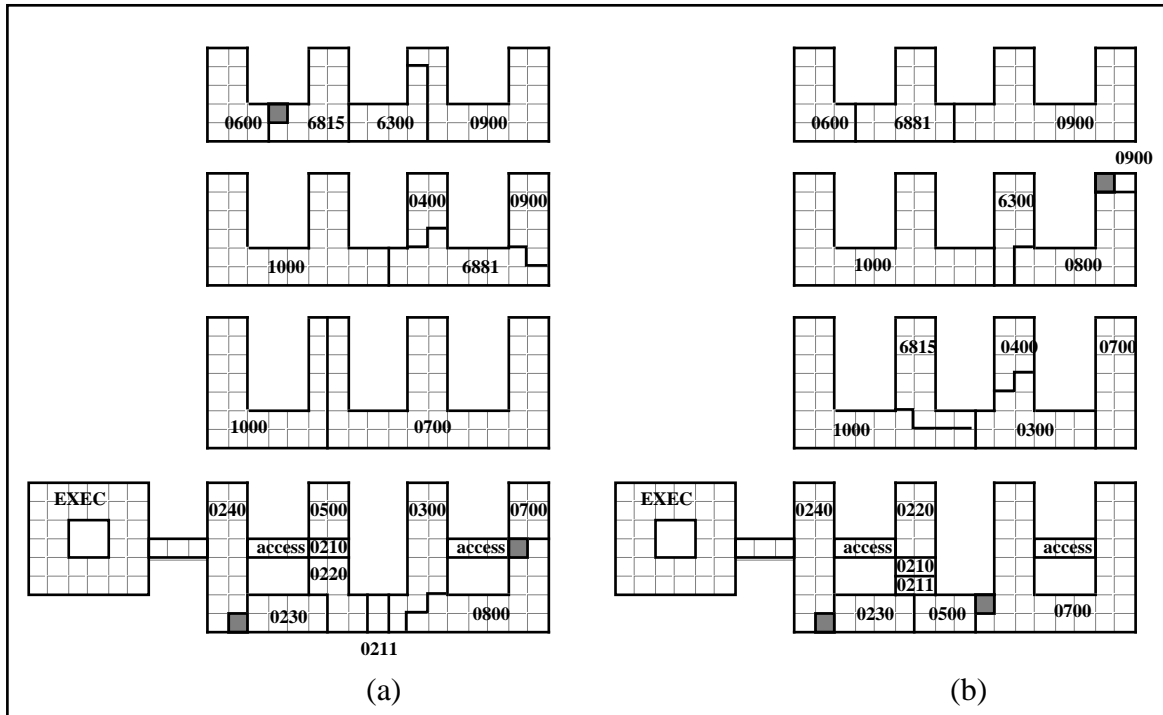 0600 6815 6300 0900
0400 0900
1000 6881
1000 0700
EXEC 0240 0500 0300 0700
access 0210 access
0220
0230 0800
0211
(a)
0600 6881 0900
0900
6300
1000 0800
6815 0400 0700
1000 0300
EXEC 0240 0220
access access
0210
0211
0230 0500 0700
(b)